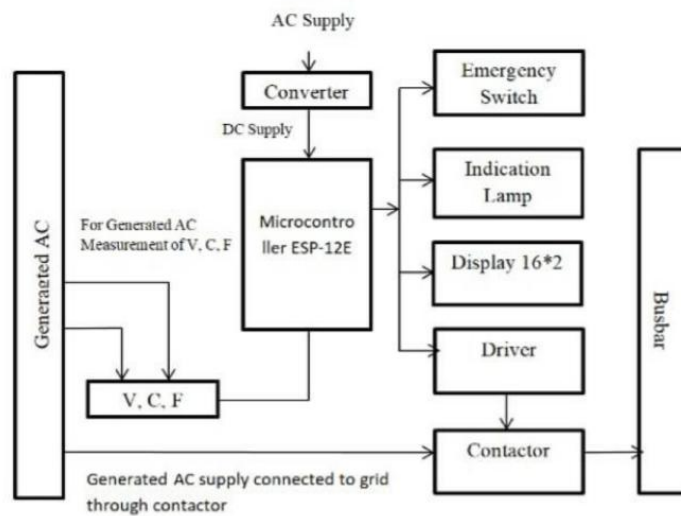 AC Supply
Converter
DC Supply
Emergency
Switch
Indication
Lamp
Microcontro
ller ESP-12E
For Generated AC
Measurement of V, C, F
Display 16*2
Generagted AC
Busbar
Driver
V, C, F
Contactor
Generated AC supply connected to grid
through contactor